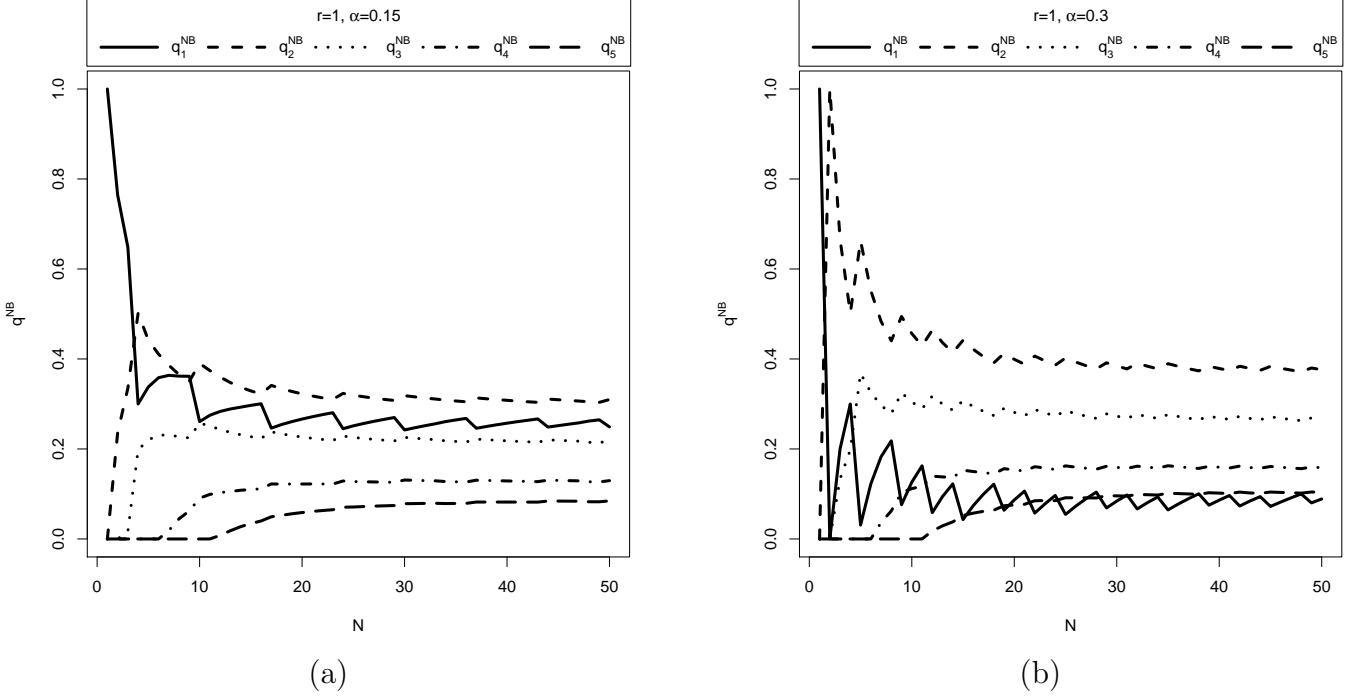 r=1, α=0.15
q₁ᴺᴮ q₂ᴺᴮ q₃ᴺᴮ q₄ᴺᴮ q₅ᴺᴮ
q^NB
1.0
0.8
0.6
0.4
0.2
0.0
0 10 20 30 40 50
N
(a)
r=1, α=0.3
q₁ᴺᴮ q₂ᴺᴮ q₃ᴺᴮ q₄ᴺᴮ q₅ᴺᴮ
q^NB
1.0
0.8
0.6
0.4
0.2
0.0
0 10 20 30 40 50
N
(b)